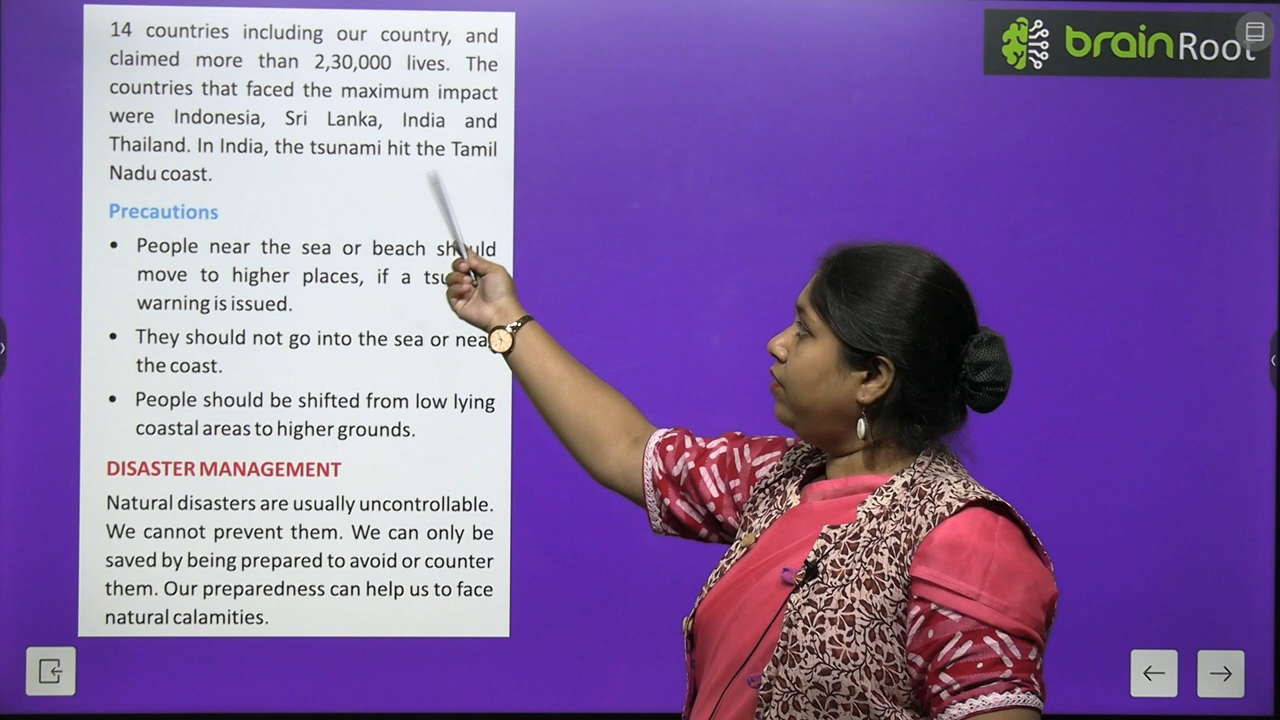 14 countries including our country, and
claimed more than 2,30,000 lives. The
countries that faced the maximum impact
were Indonesia, Sri Lanka, India and
Thailand. In India, the tsunami hit the Tamil
Nadu coast.
Precautions
• People near the sea or beach should
move to higher places, if a
warning is issued.
• They should not go into the sea or near
the coast.
• People should be shifted from low lying
coastal areas to higher grounds.
DISASTER MANAGEMENT
Natural disasters are usually uncontrollable.
We cannot prevent them. We can only be
saved by being prepared to avoid or counter
them. Our preparedness can help us to face
natural calamities.
brainRoot